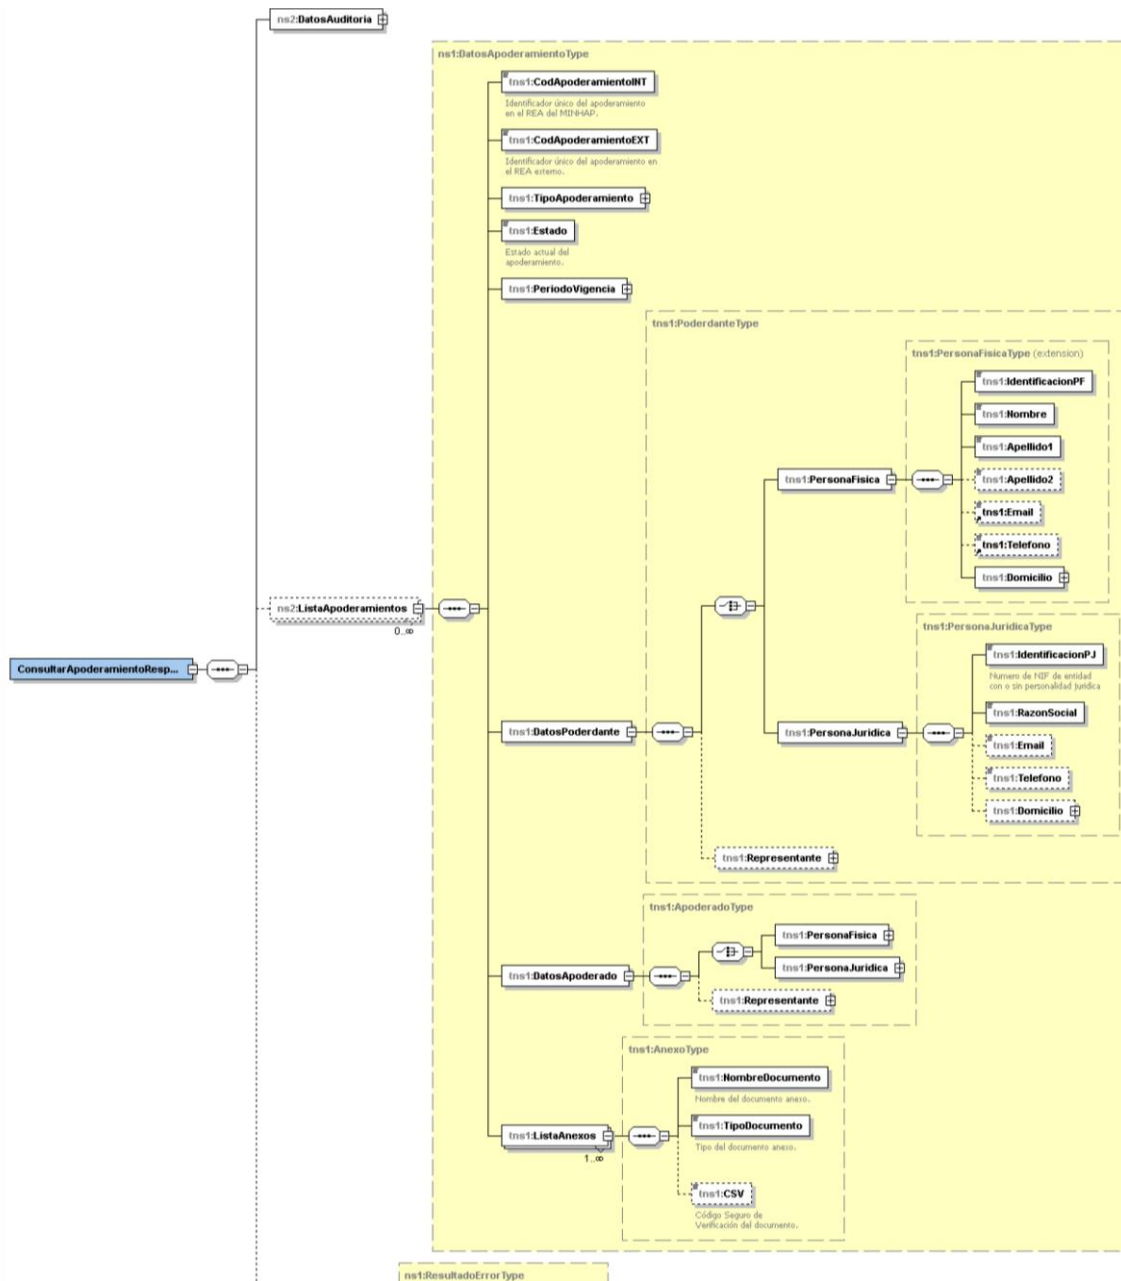 ns2:DatosAuditoria
ns1:DatosApoderamientoType
tns1:CodApoderamientoINT
Identificador único del apoderamiento
en el REA del MINHAP.
tns1:CodApoderamientoEXT
Identificador único del apoderamiento en
el REA externo.
tns1:TipoApoderamiento
tns1:Estado
Estado actual del
apoderamiento.
tns1:PeriodoVigencia
tns1:PoderdanteType
tns1:PersonaFisicaType (extension)
tns1:IdentificacionPF
tns1:Nombre
tns1:Apellido1
tns1:PersonaFisica
tns1:Apellido2
tns1:Email
tns1:Telefono
tns1:Domicilio
ns2:ListaApoderamientos
0..∞
tns1:PersonaJuridicaType
tns1:IdentificacionPJ
Numero de NIF de entidad
con o sin personalidad juridica
ConsultarApoderamientoResp...
tns1:RazonSocial
tns1:DatosPoderdante
tns1:PersonaJuridica
tns1:Email
tns1:Telefono
tns1:Domicilio
tns1:Representante
tns1:ApoderadoType
tns1:PersonaFisica
tns1:PersonaJuridica
tns1:DatosApoderado
tns1:Representante
tns1:AnexoType
tns1:NombreDocumento
Nombre del documento anexo.
tns1:TipoDocumento
Tipo del documento anexo.
tns1:ListaAnexos
1..∞
tns1:CSV
Código Seguro de
Verificación del documento.
ns1:ResultadoErrorType